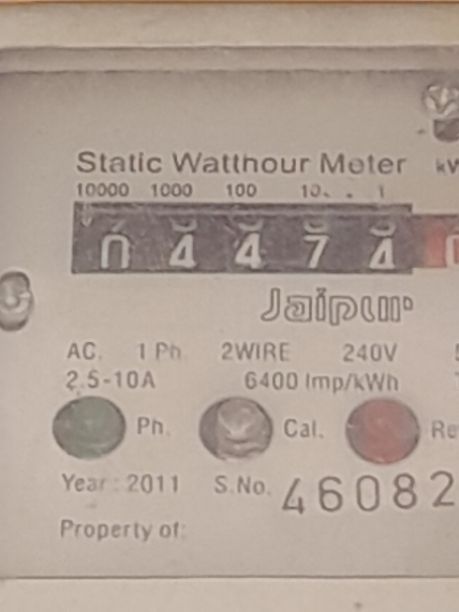 Static Watthour Meter
10000 1000 100 10 1
0 4 4 7 4
Jaipur
AC. 1 Ph 2WIRE 240V
2.5-10A 6400 Imp/kWh
Ph. Cal.
Year : 2011 S.No. 46082
Property of: